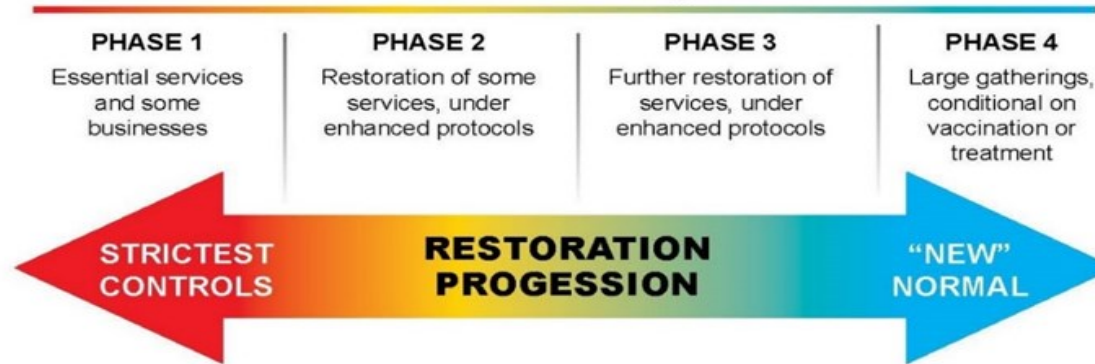 PHASE 1
Essential services
and some
businesses
PHASE 2
Restoration of some
services, under
enhanced protocols
PHASE 3
Further restoration of
services, under
enhanced protocols
PHASE 4
Large gatherings,
conditional on
vaccination or
treatment
STRICTEST
CONTROLS
RESTORATION
PROGESSION
“NEW”
NORMAL